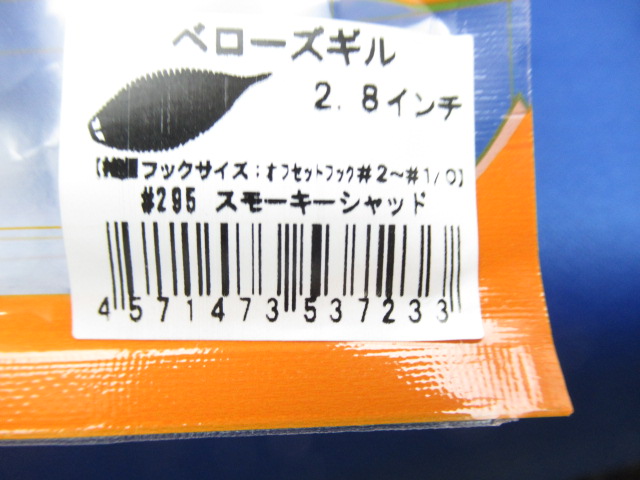 ベローズギル
2.8インチ
フックサイズ:オフセットフック#2~#1/0】
#295 スモーキーシャッド
4571473537233